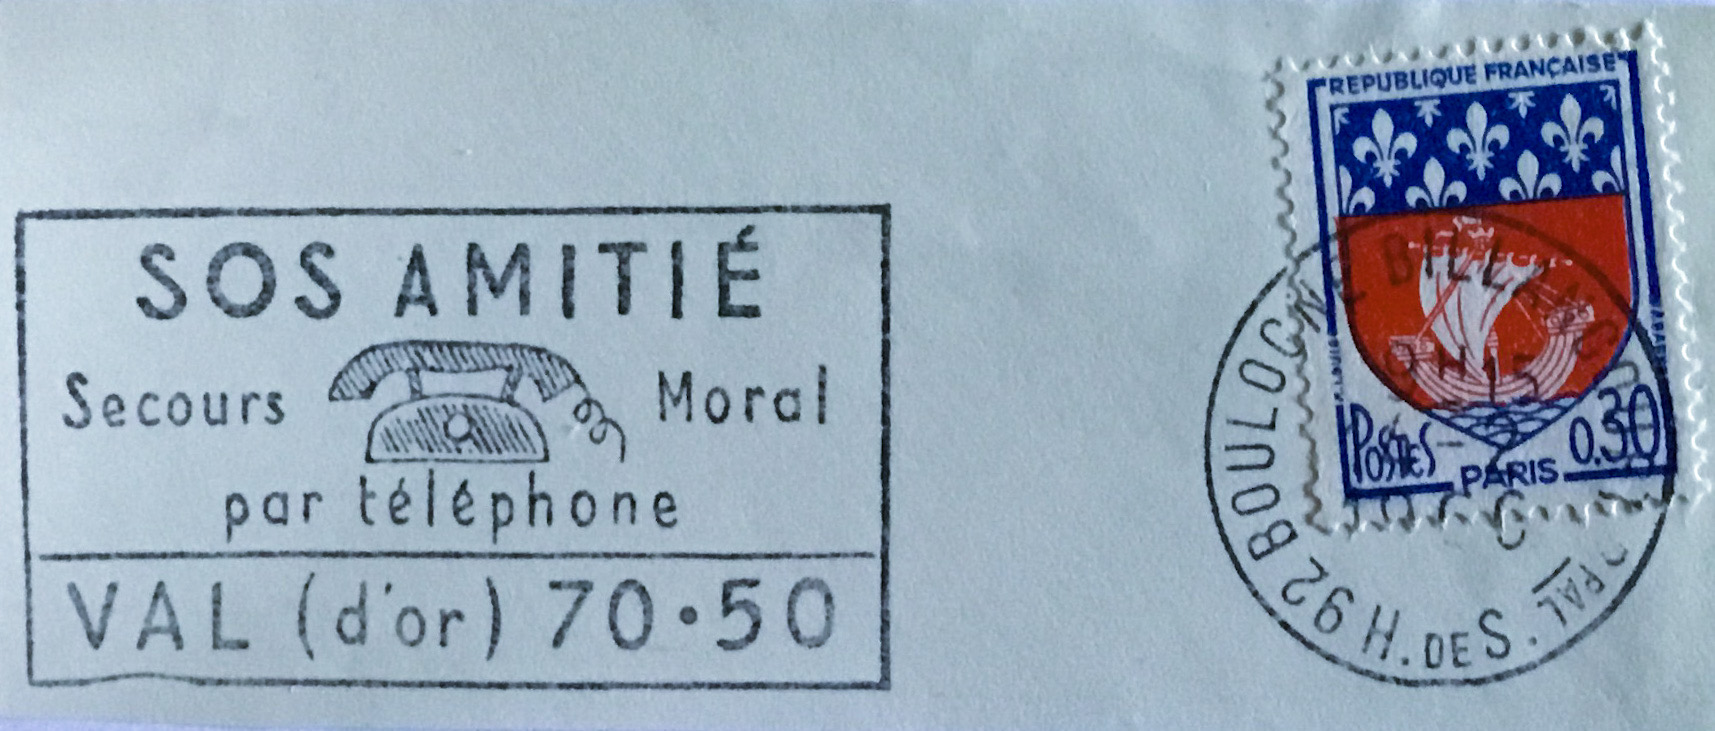 SOS AMITIÉ
Secours Moral
par téléphone
VAL (d'or) 70·50
REPUBLIQUE FRANÇAISE
POSTES 0,30
PARIS
92 BOULOGNE BILLANCOURT
9H15
H. DE S.